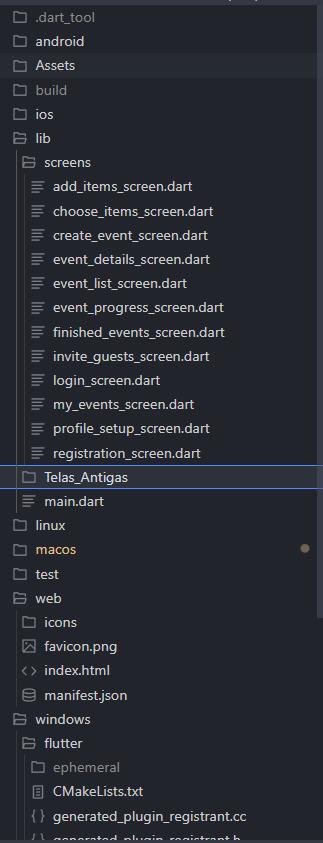 .dart_tool
android
Assets
build
ios
lib
screens
add_items_screen.dart
choose_items_screen.dart
create_event_screen.dart
event_details_screen.dart
event_list_screen.dart
event_progress_screen.dart
finished_events_screen.dart
invite_guests_screen.dart
login_screen.dart
my_events_screen.dart
profile_setup_screen.dart
registration_screen.dart
Telas_Antigas
main.dart
linux
macos
test
web
icons
favicon.png
index.html
manifest.json
windows
flutter
ephemeral
CMakeLists.txt
generated_plugin_registrant.cc
generated_plugin_registrant.h